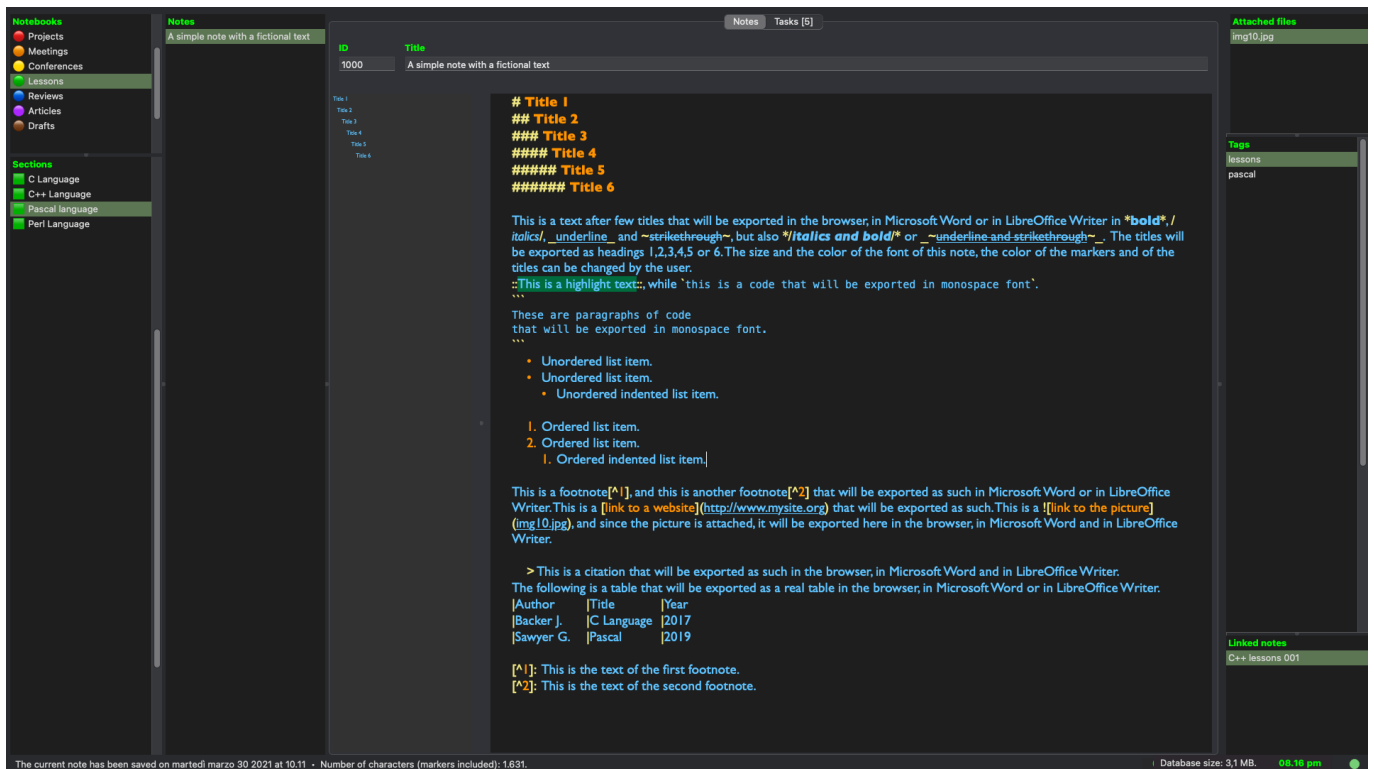 Notebooks
Projects
Meetings
Conferences
Lessons
Reviews
Articles
Drafts
Sections
C Language
C++ Language
Pascal language
Perl Language
Notes
A simple note with a fictional text
Notes Tasks [5]
ID Title
1000 A simple note with a fictional text
Title 1
Title 2
Title 3
Title 4
Title 5
Title 6
# Title 1
## Title 2
### Title 3
#### Title 4
##### Title 5
###### Title 6
This is a text after few titles that will be exported in the browser, in Microsoft Word or in LibreOffice Writer in *bold*, /
italics/, _underline_ and ~strikethrough~, but also */italics and bold/* or _~underline and strikethrough~_. The titles will
be exported as headings 1,2,3,4,5 or 6. The size and the color of the font of this note, the color of the markers and of the
titles can be changed by the user.
::This is a highlight text::, while `this is a code that will be exported in monospace font`.
```
These are paragraphs of code
that will be exported in monospace font.
```
• Unordered list item.
• Unordered list item.
• Unordered indented list item.
1. Ordered list item.
2. Ordered list item.
1. Ordered indented list item.
This is a footnote[^1], and this is another footnote[^2] that will be exported as such in Microsoft Word or in LibreOffice
Writer. This is a [link to a website](http://www.mysite.org) that will be exported as such. This is a ![link to the picture]
(img10.jpg), and since the picture is attached, it will be exported here in the browser, in Microsoft Word and in LibreOffice
Writer.
> This is a citation that will be exported as such in the browser, in Microsoft Word and in LibreOffice Writer.
The following is a table that will be exported as a real table in the browser, in Microsoft Word or in LibreOffice Writer.
|Author |Title |Year
|Backer J. |C Language |2017
|Sawyer G. |Pascal |2019
[^1]: This is the text of the first footnote.
[^2]: This is the text of the second footnote.
Attached files
img10.jpg
Tags
lessons
pascal
Linked notes
C++ lessons 001
The current note has been saved on martedì marzo 30 2021 at 10.11 • Number of characters (markers included): 1.631.
Database size: 3,1 MB. 08.16 pm